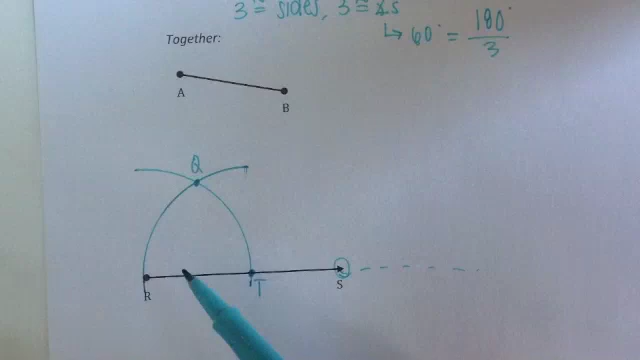 3 ≅ sides, 3 ≅ ∡s
↳ 60° = 180° / 3
Together:
A
B
Q
R
T
S